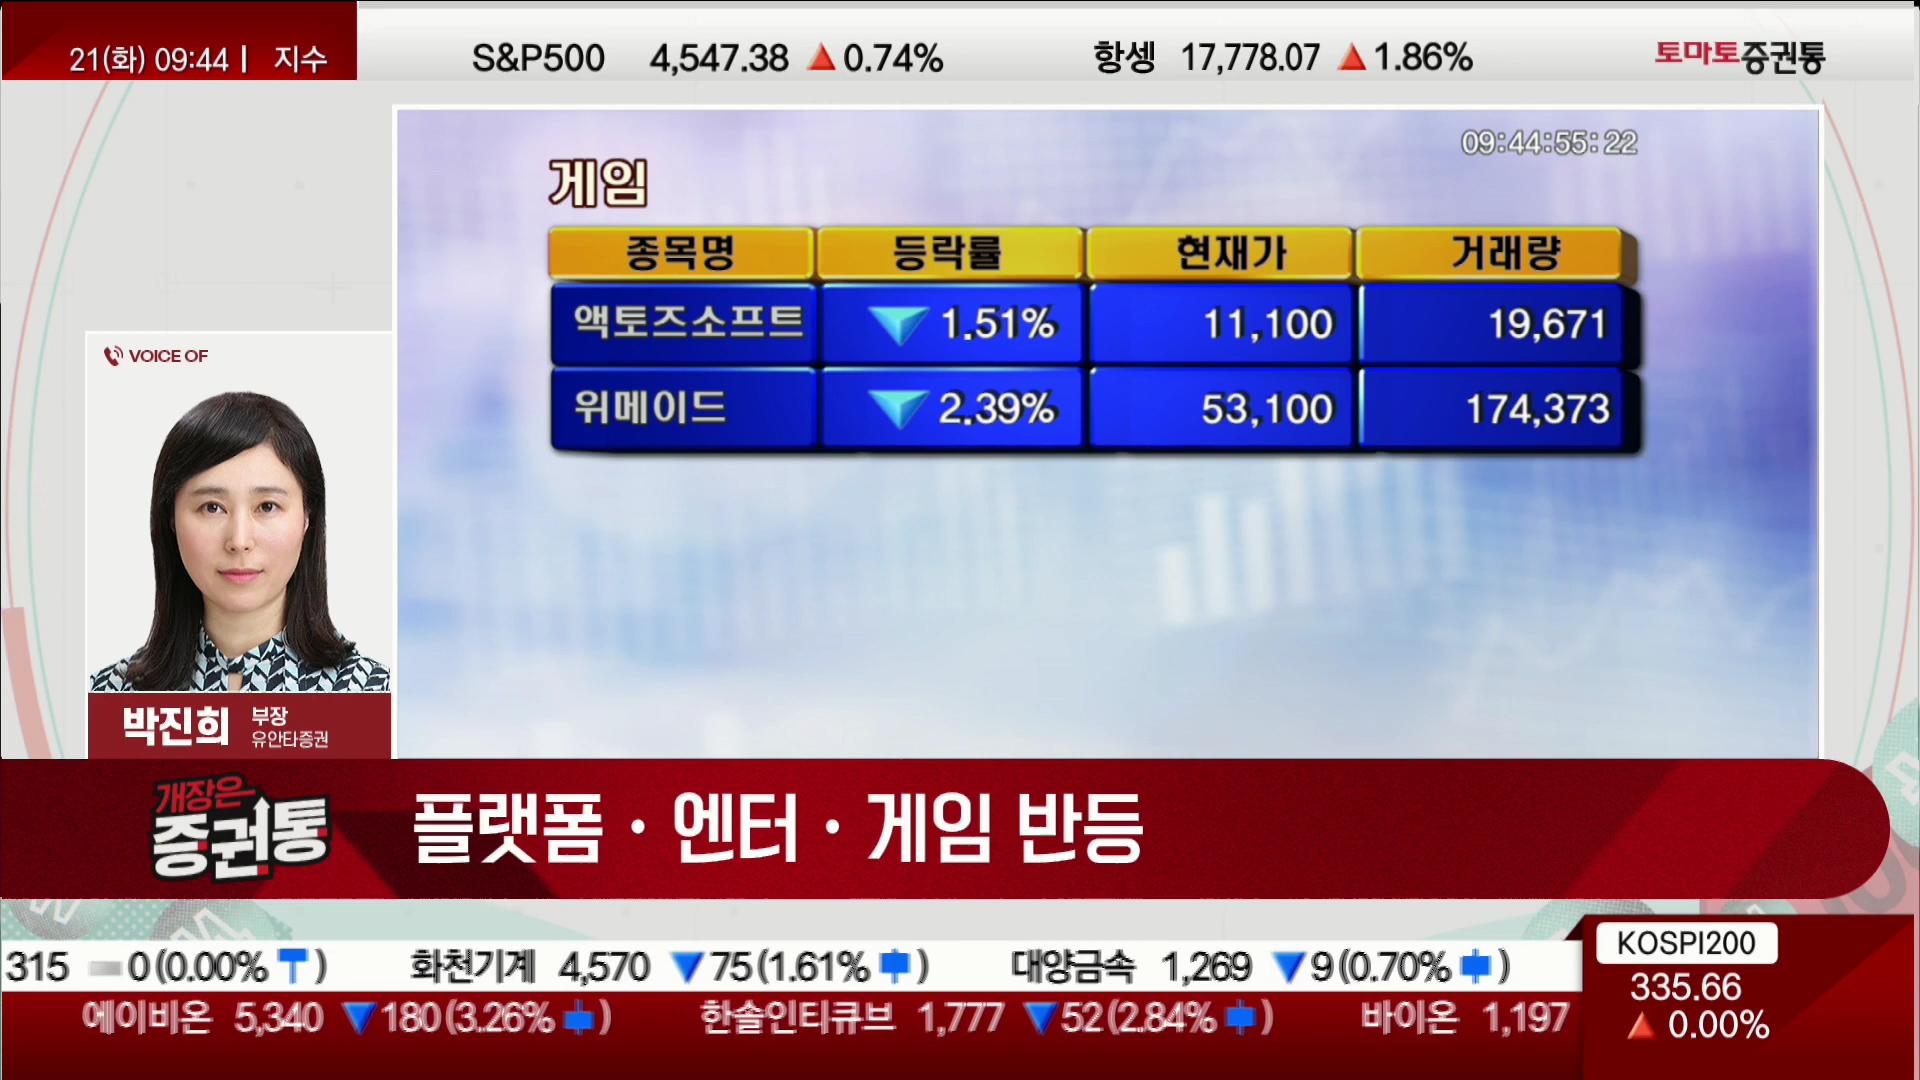 21(화) 09:44 | 지수
S&P500 4,547.38 ▲ 0.74% 항셍 17,778.07 ▲ 1.86%
토마토증권통
09:44:55:22
게임
종목명 등락률 현재가 거래량
액토즈소프트 ▼ 1.51% 11,100 19,671
위메이드 ▼ 2.39% 53,100 174,373
VOICE OF
박진희 부장
유안타증권
개장은
증권통
플랫폼·엔터·게임 반등
315 0(0.00%) 화천기계 4,570 ▼75(1.61%) 대양금속 1,269 ▼9(0.70%)
에이비온 5,340 ▼180(3.26%) 한솔인티큐브 1,777 ▼52(2.84%) 바이온 1,197
KOSPI200
335.66
▲ 0.00%